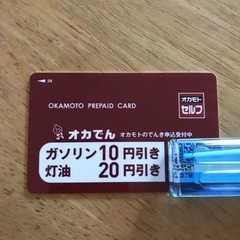 IN
OKAMOTO PREPAID CARD
オカモト
セルフ
オカでん オカモトのでんき申込受付中
ガソリン10円引き
灯油 20円引き